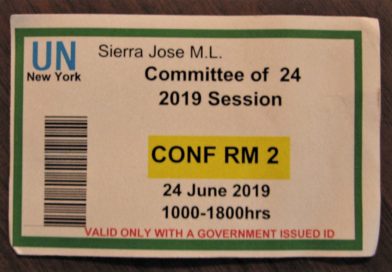 UN
New York
Sierra Jose M.L.
Committee of 24
2019 Session
CONF RM 2
24 June 2019
1000-1800hrs
VALID ONLY WITH A GOVERNMENT ISSUED ID